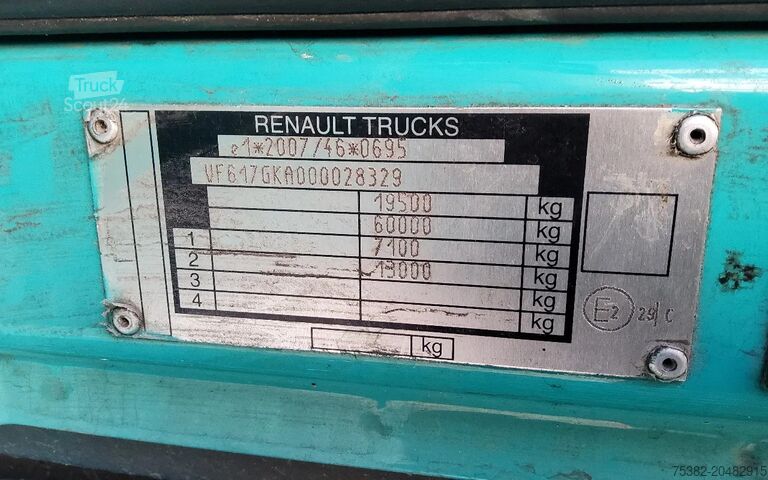 Truck
Scout24
RENAULT TRUCKS
e1*2007/46*0695
VF617GKA000028329
19500 kg
60000 kg
1 7100 kg
2 13000 kg
3 kg
4 kg
kg
E2 29 C
75382-20482915